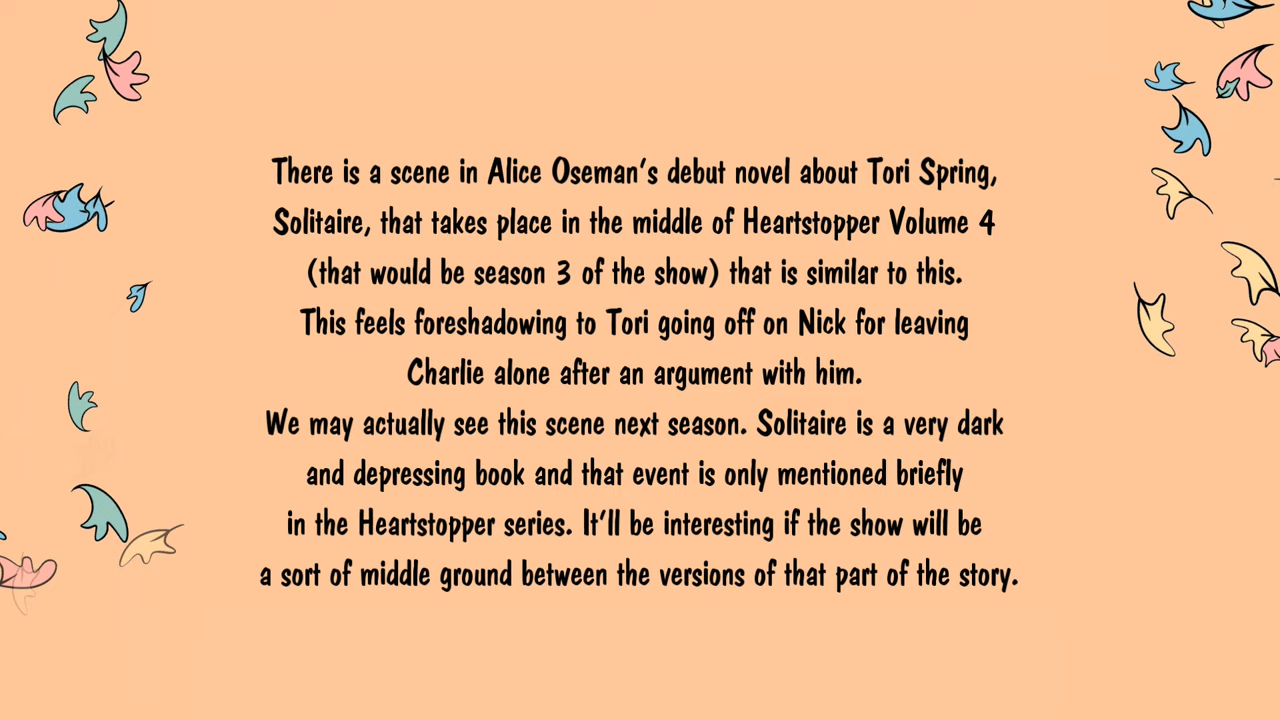 There is a scene in Alice Oseman's debut novel about Tori Spring,
Solitaire, that takes place in the middle of Heartstopper Volume 4
(that would be season 3 of the show) that is similar to this.
This feels foreshadowing to Tori going off on Nick for leaving
Charlie alone after an argument with him.
We may actually see this scene next season. Solitaire is a very dark
and depressing book and that event is only mentioned briefly
in the Heartstopper series. It'll be interesting if the show will be
a sort of middle ground between the versions of that part of the story.